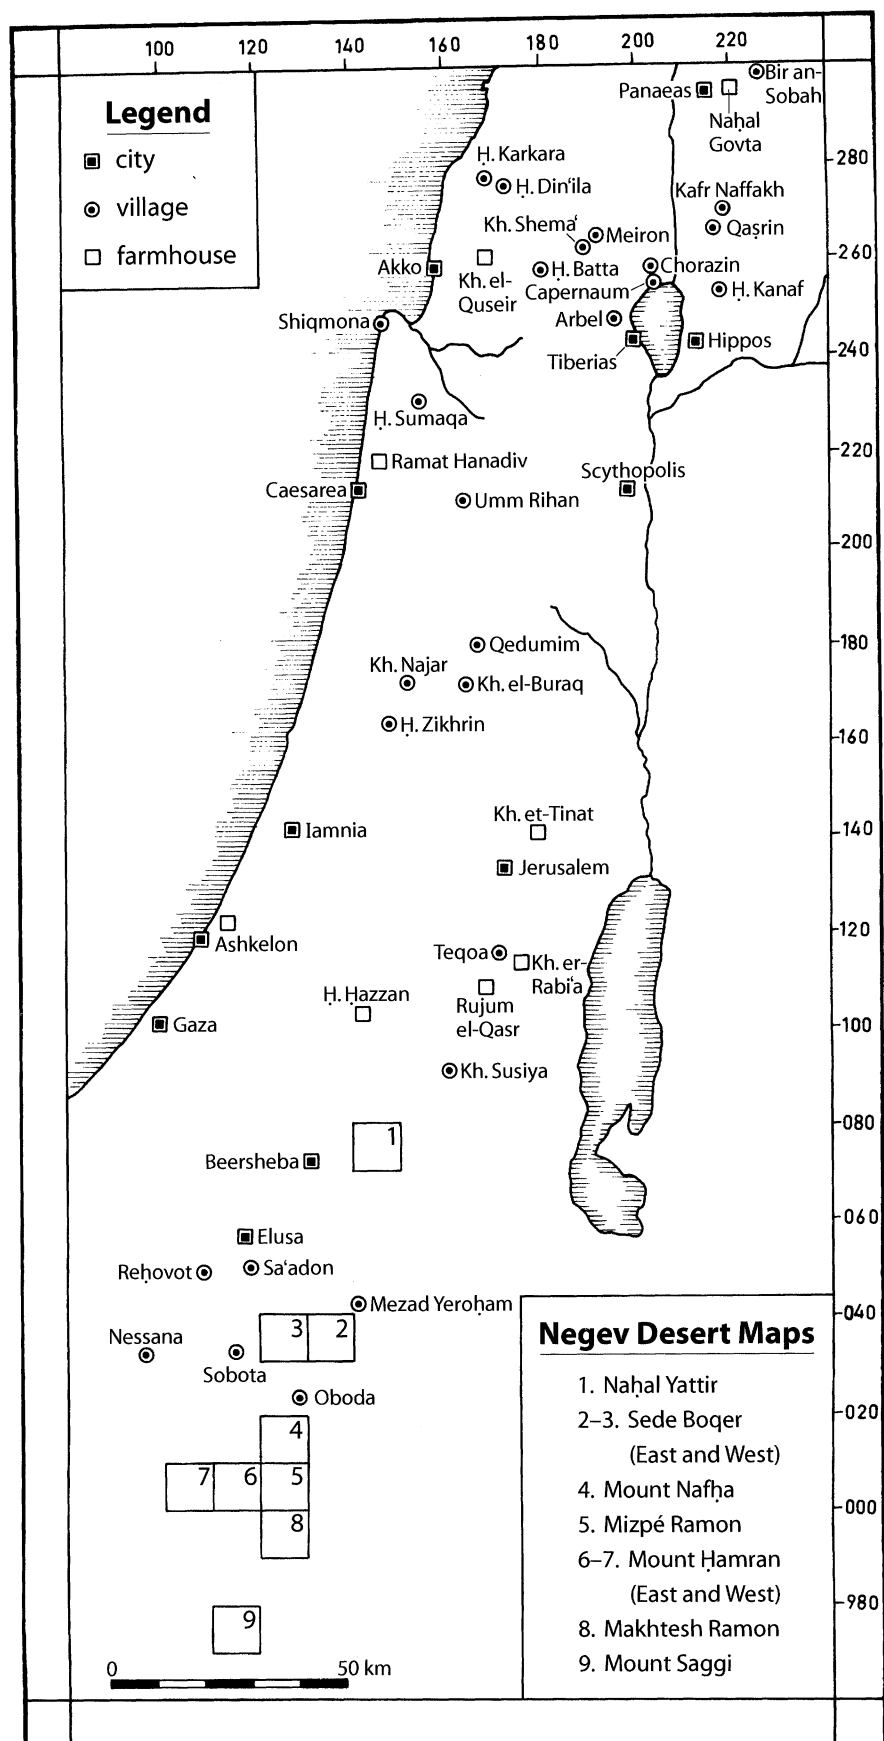 100 120 140 160 180 200 220
Legend
city
village
farmhouse
Bir an-
Sobah
Panaeas
Naḥal
Govta
280
Ḥ. Karkara
Ḥ. Din‘ila
Kafr Naffakh
Kh. Shema‘
Meiron
Qaṣrin
260
Akko
Kh. el-
Quseir
Ḥ. Batta
Chorazin
Capernaum
Ḥ. Kanaf
Shiqmona
Arbel
Tiberias
Hippos
240
Ḥ. Sumaqa
220
Ramat Hanadiv
Scythopolis
Caesarea
Umm Rihan
200
Qedumim
180
Kh. Najar
Kh. el-Buraq
Ḥ. Zikhrin
160
Kh. et-Tinat
Iamnia
140
Jerusalem
120
Ashkelon
Teqoa
Kh. er-
Rabi‘a
Ḥ. Ḥazzan
Rujum
el-Qasr
Gaza
100
Kh. Susiya
080
1
Beersheba
060
Elusa
Reḥovot
Sa‘adon
Mezad Yeroḥam
040
3 2
Nessana
Sobota
Oboda
020
4
7 6 5
000
8
980
9
0 50 km
Negev Desert Maps
1. Naḥal Yattir
2–3. Sede Boqer
(East and West)
4. Mount Nafḥa
5. Mizpé Ramon
6–7. Mount Ḥamran
(East and West)
8. Makhtesh Ramon
9. Mount Saggi